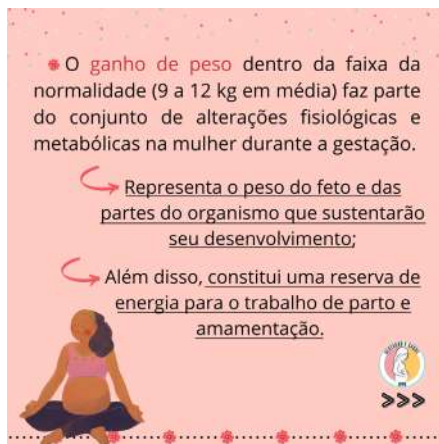 O ganho de peso dentro da faixa da
normalidade (9 a 12 kg em média) faz parte
do conjunto de alterações fisiológicas e
metabólicas na mulher durante a gestação.
Representa o peso do feto e das
partes do organismo que sustentarão
seu desenvolvimento;
Além disso, constitui uma reserva de
energia para o trabalho de parto e
amamentação.
>>>